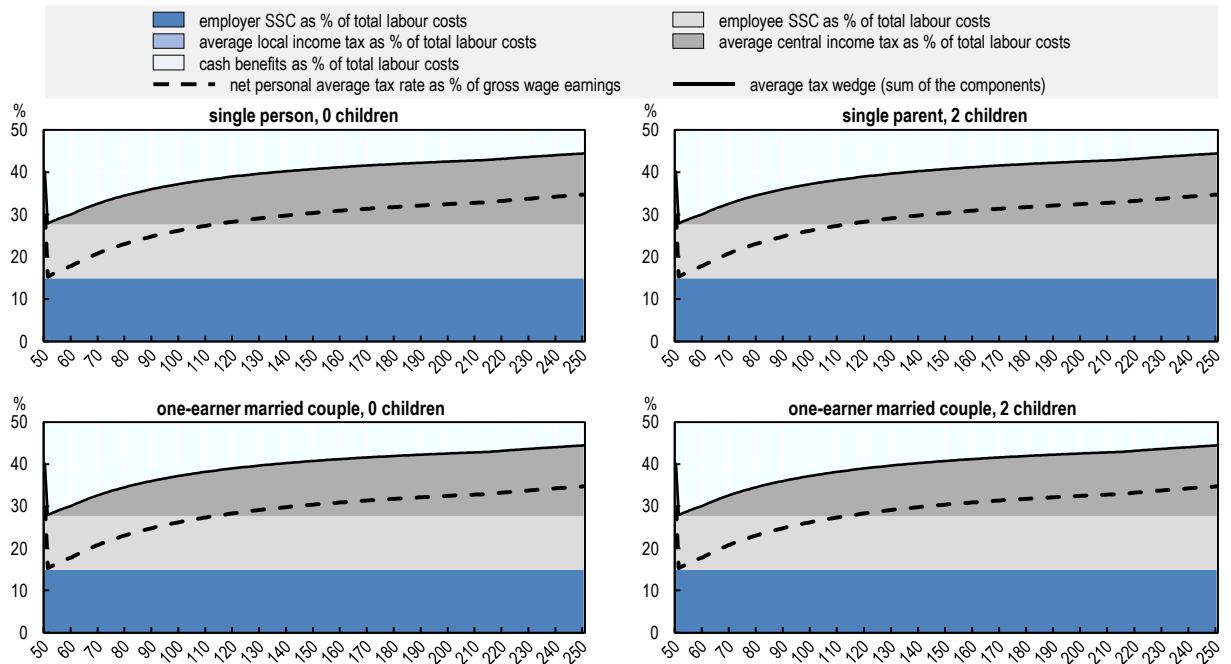 employer SSC as % of total labour costs
employee SSC as % of total labour costs
average local income tax as % of total labour costs
average central income tax as % of total labour costs
cash benefits as % of total labour costs
net personal average tax rate as % of gross wage earnings
average tax wedge (sum of the components)
%
single person, 0 children
50
40
30
20
10
0
50 60 70 80 90 100 110 120 130 140 150 160 170 180 190 200 210 220 230 240 250
%
single parent, 2 children
50
40
30
20
10
0
50 60 70 80 90 100 110 120 130 140 150 160 170 180 190 200 210 220 230 240 250
%
one-earner married couple, 0 children
50
40
30
20
10
0
50 60 70 80 90 100 110 120 130 140 150 160 170 180 190 200 210 220 230 240 250
%
one-earner married couple, 2 children
50
40
30
20
10
0
50 60 70 80 90 100 110 120 130 140 150 160 170 180 190 200 210 220 230 240 250